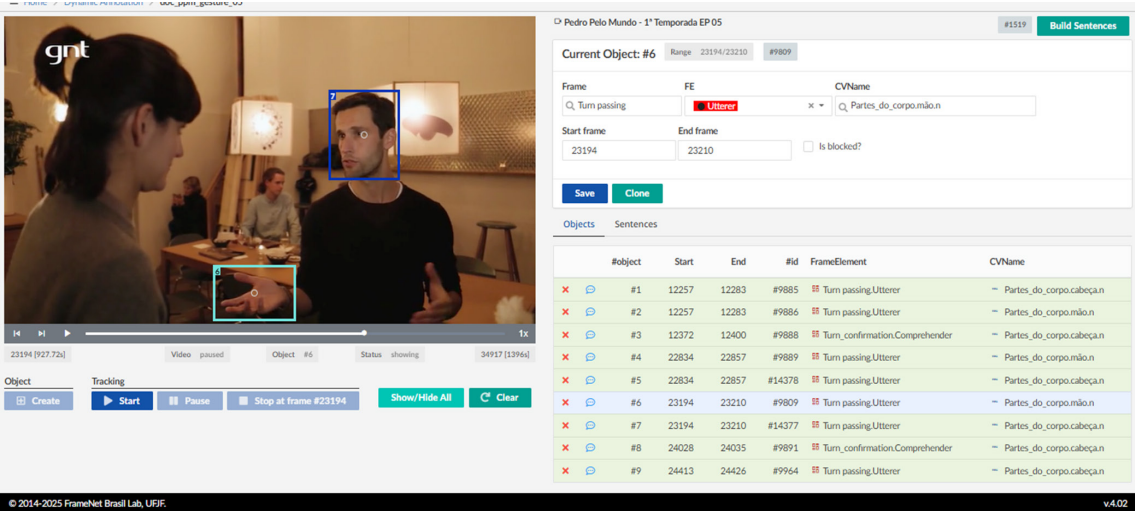 Home > Dynamic Annotation > doc_ppm_gesture_05
gnt
7
6
1x
23194 [927.72s] Video paused Object #6 Status showing 34917 [1396s]
Object Tracking
Create Start Pause Stop at frame #23194 Show/Hide All Clear
Pedro Pelo Mundo - 1ª Temporada EP 05 #1519 Build Sentences
Current Object: #6 Range 23194/23210 #9809
Frame FE CVName
Turn passing Utterer Partes_do_corpo.mão.n
Start frame End frame
23194 23210 Is blocked?
Save Clone
Objects Sentences
#object Start End #id FrameElement CVName
#1 12257 12283 #9885 Turn passing.Utterer Partes_do_corpo.cabeça.n
#2 12257 12283 #9886 Turn passing.Utterer Partes_do_corpo.mão.n
#3 12372 12400 #9888 Turn_confirmation.Comprehender Partes_do_corpo.cabeça.n
#4 22834 22857 #9889 Turn passing.Utterer Partes_do_corpo.mão.n
#5 22834 22857 #14378 Turn passing.Utterer Partes_do_corpo.cabeça.n
#6 23194 23210 #9809 Turn passing.Utterer Partes_do_corpo.mão.n
#7 23194 23210 #14377 Turn passing.Utterer Partes_do_corpo.cabeça.n
#8 24028 24035 #9891 Turn_confirmation.Comprehender Partes_do_corpo.cabeça.n
#9 24413 24426 #9964 Turn passing.Utterer Partes_do_corpo.cabeça.n
© 2014-2025 FrameNet Brasil Lab, UFJF. v.4.02